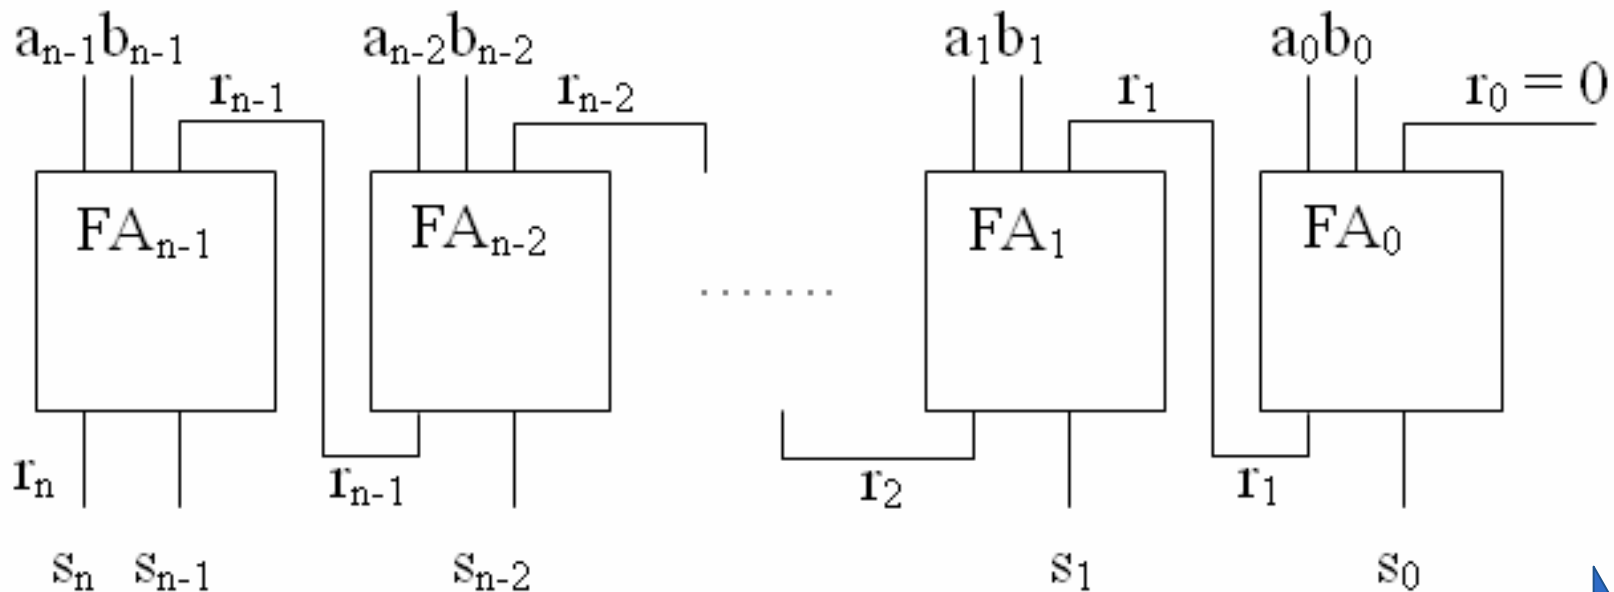 aₙ₋₁bₙ₋₁ aₙ₋₂bₙ₋₂ a₁b₁ a₀b₀
rₙ₋₁ rₙ₋₂ r₁ r₀ = 0
FAₙ₋₁ FAₙ₋₂ FA₁ FA₀
.......
rₙ rₙ₋₁ r₂ r₁
sₙ sₙ₋₁ sₙ₋₂ s₁ s₀